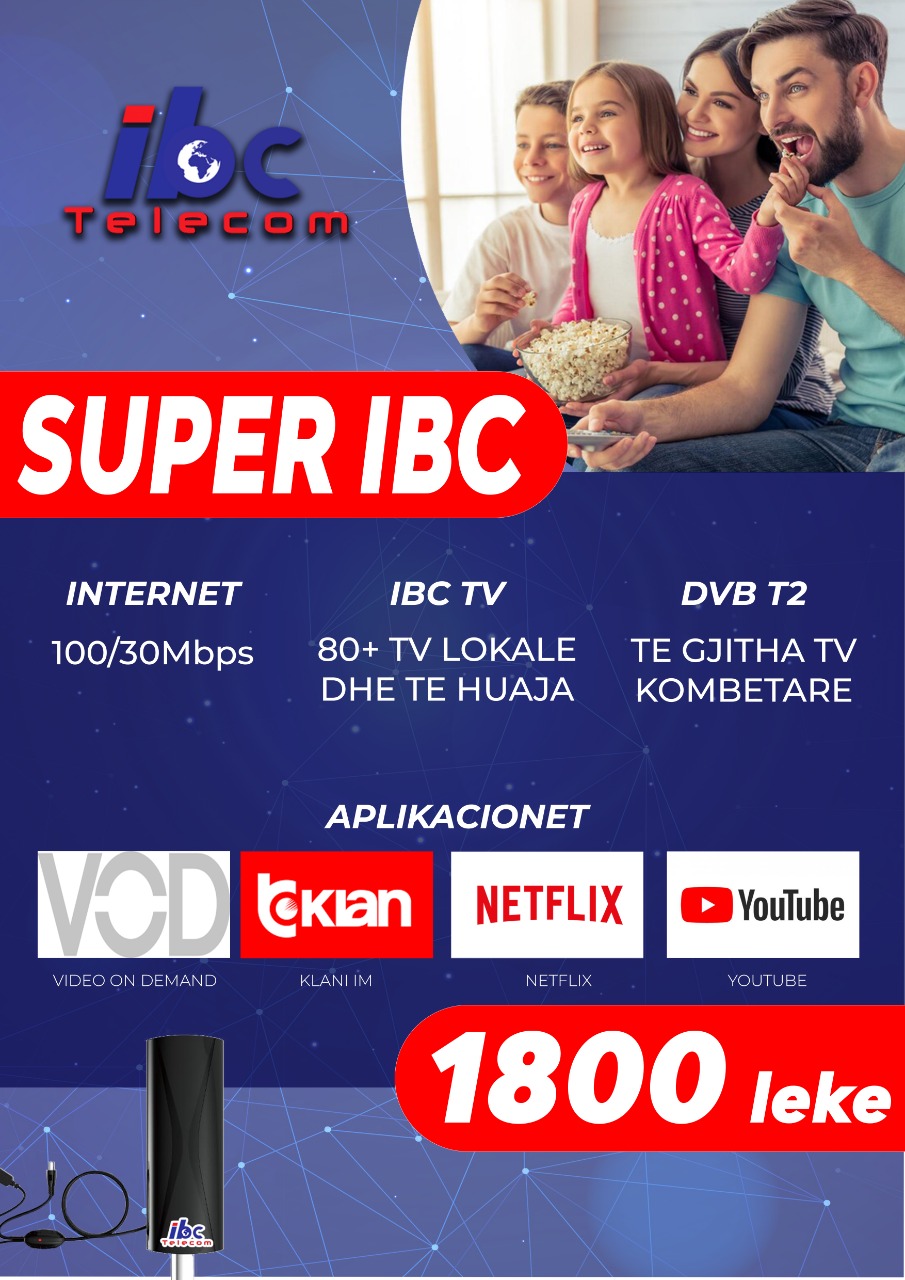 ibc
Telecom
SUPER IBC
INTERNET
100/30Mbps
IBC TV
80+ TV LOKALE
DHE TE HUAJA
DVB T2
TE GJITHA TV
KOMBETARE
APLIKACIONET
VOD
VIDEO ON DEMAND
tvKlan
KLANI IM
NETFLIX
NETFLIX
YouTube
YOUTUBE
1800 leke
ibc
Telecom